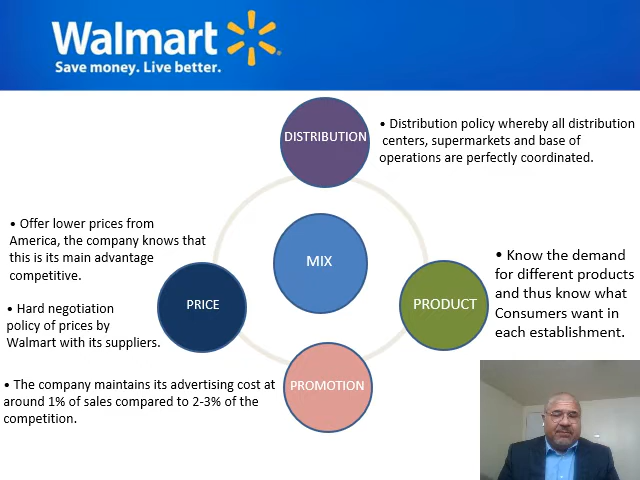 Walmart
Save money. Live better.
DISTRIBUTION
• Distribution policy whereby all distribution
centers, supermarkets and base of
operations are perfectly coordinated.
• Offer lower prices from
America, the company knows that
this is its main advantage
competitive.
MIX
• Know the demand
for different products
and thus know what
Consumers want in
each establishment.
PRICE
PRODUCT
• Hard negotiation
policy of prices by
Walmart with its suppliers.
• The company maintains its advertising cost at
around 1% of sales compared to 2-3% of the
competition.
PROMOTION